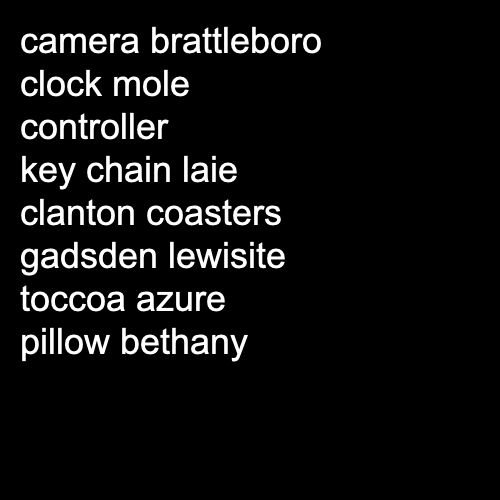 camera brattleboro
clock mole
controller
key chain laie
clanton coasters
gadsden lewisite
toccoa azure
pillow bethany